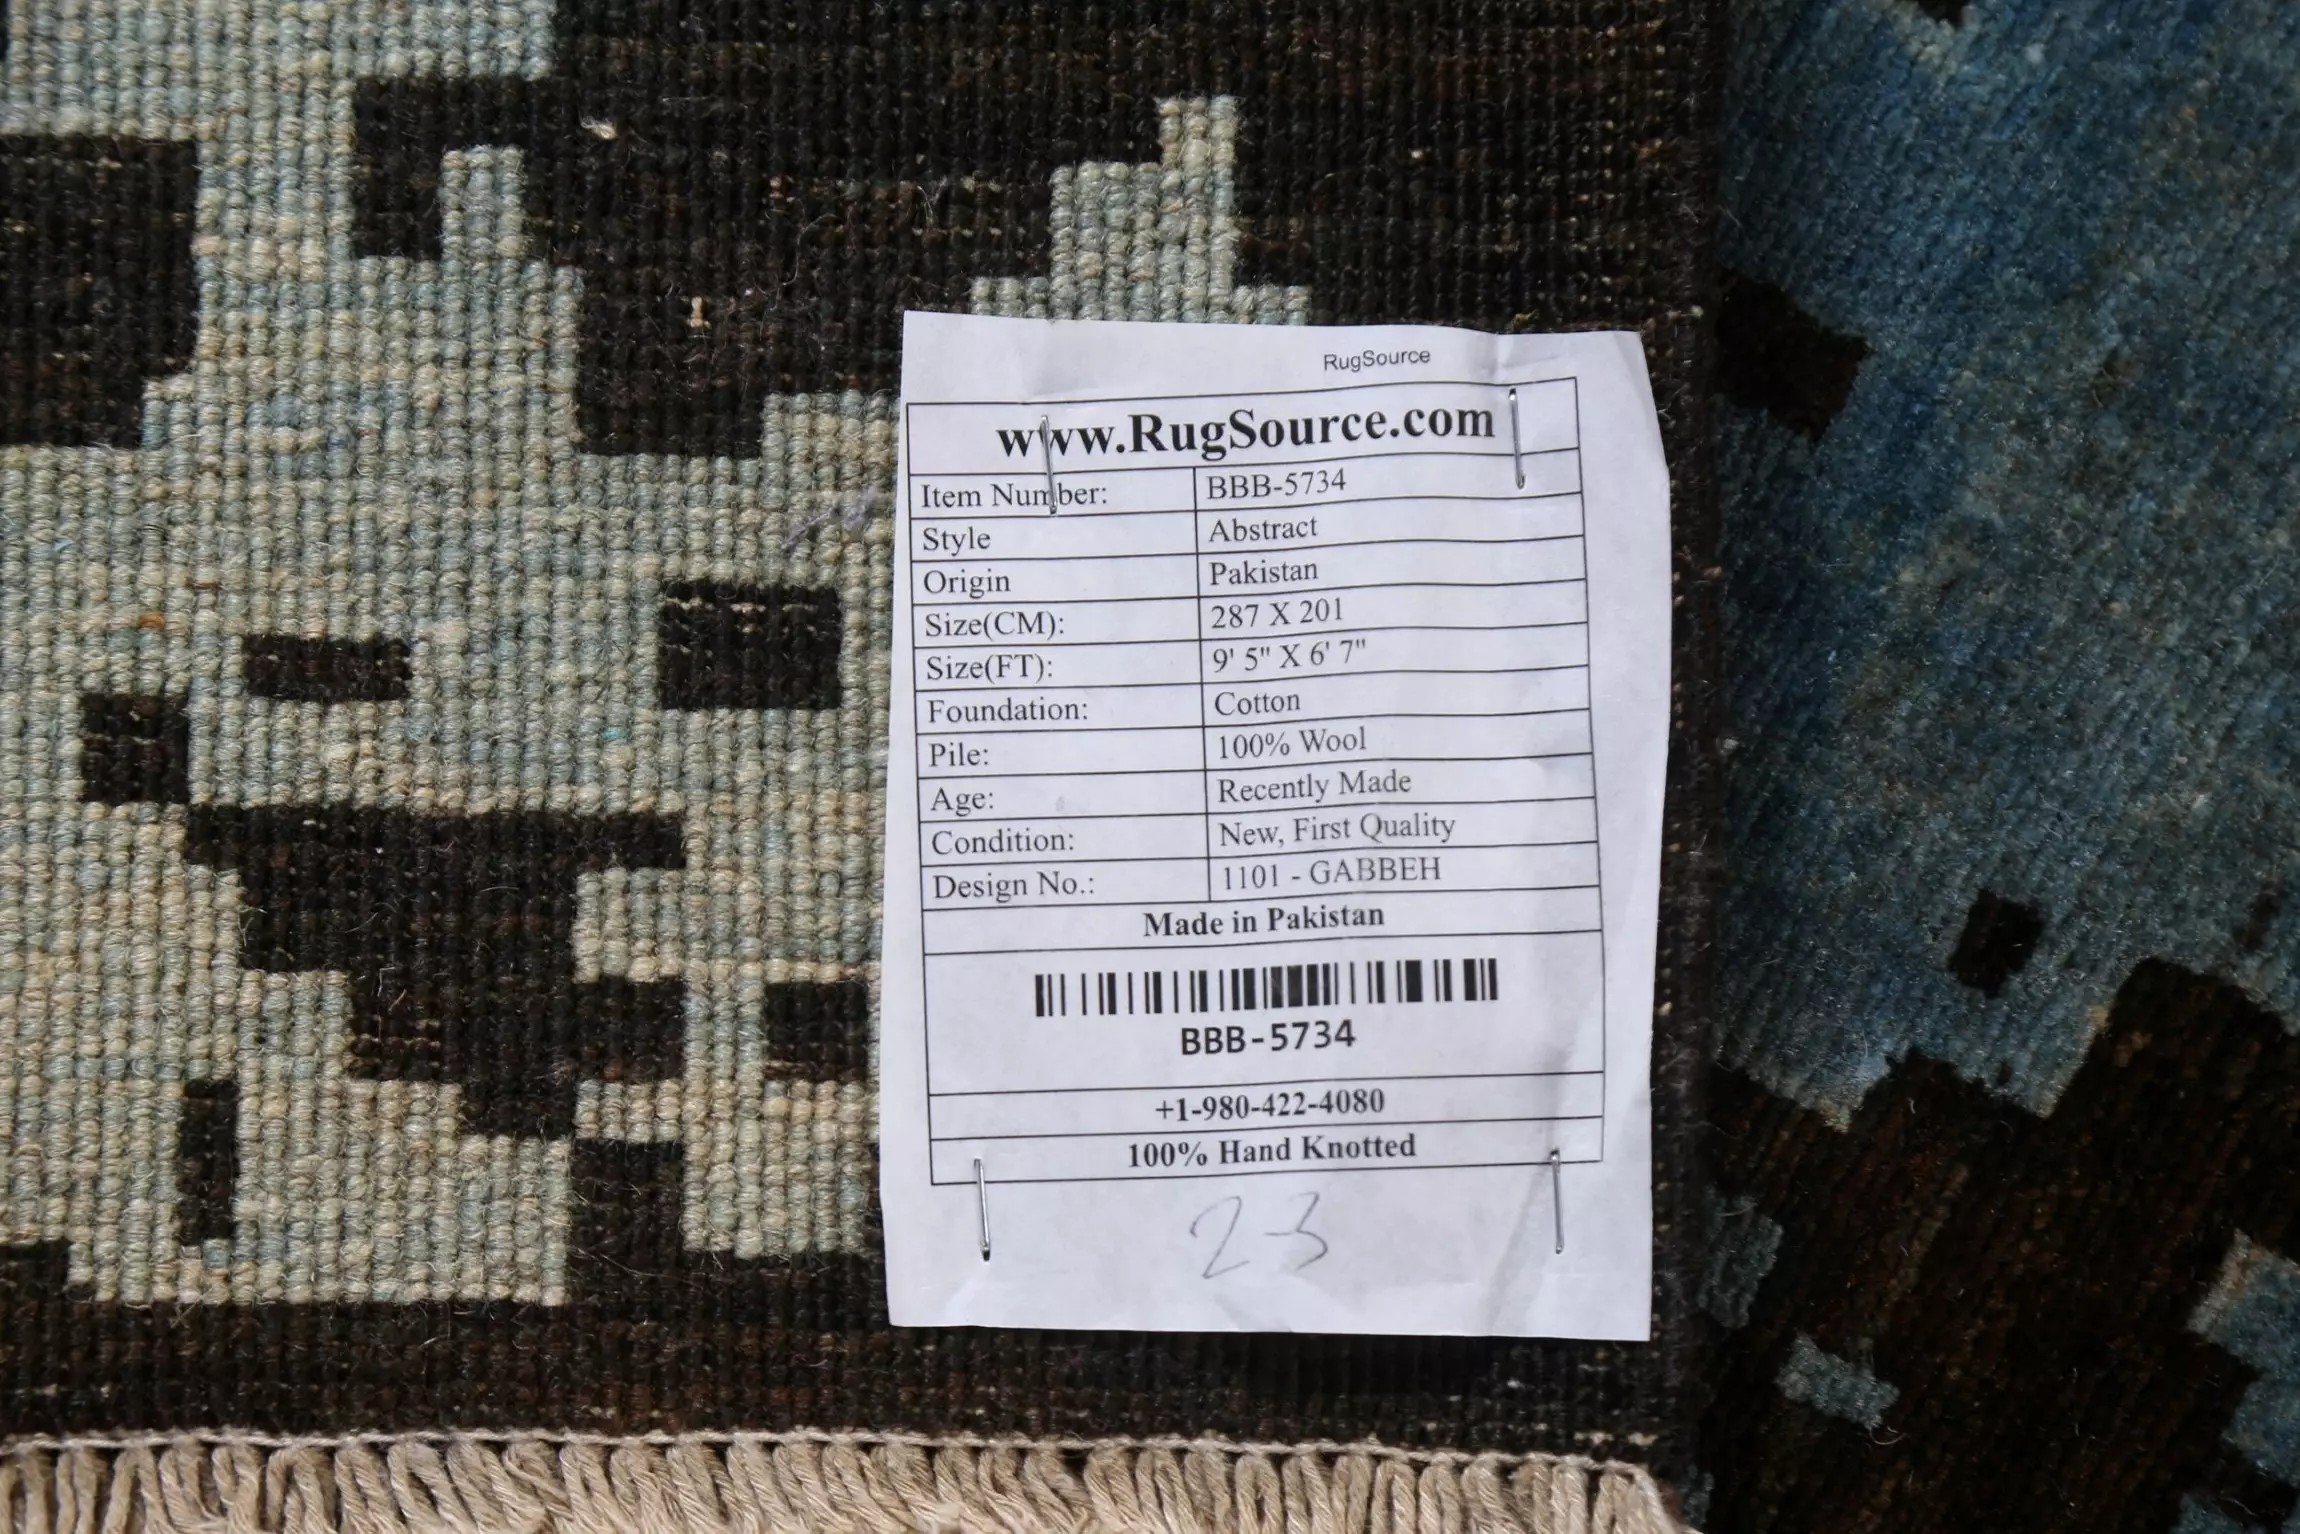 RugSource
www.RugSource.com
Item Number: BBB-5734
Style Abstract
Origin Pakistan
Size(CM): 287 X 201
Size(FT): 9' 5" X 6' 7"
Foundation: Cotton
Pile: 100% Wool
Age: Recently Made
Condition: New, First Quality
Design No.: 1101 - GABBEH
Made in Pakistan
BBB-5734
+1-980-422-4080
100% Hand Knotted
2-3